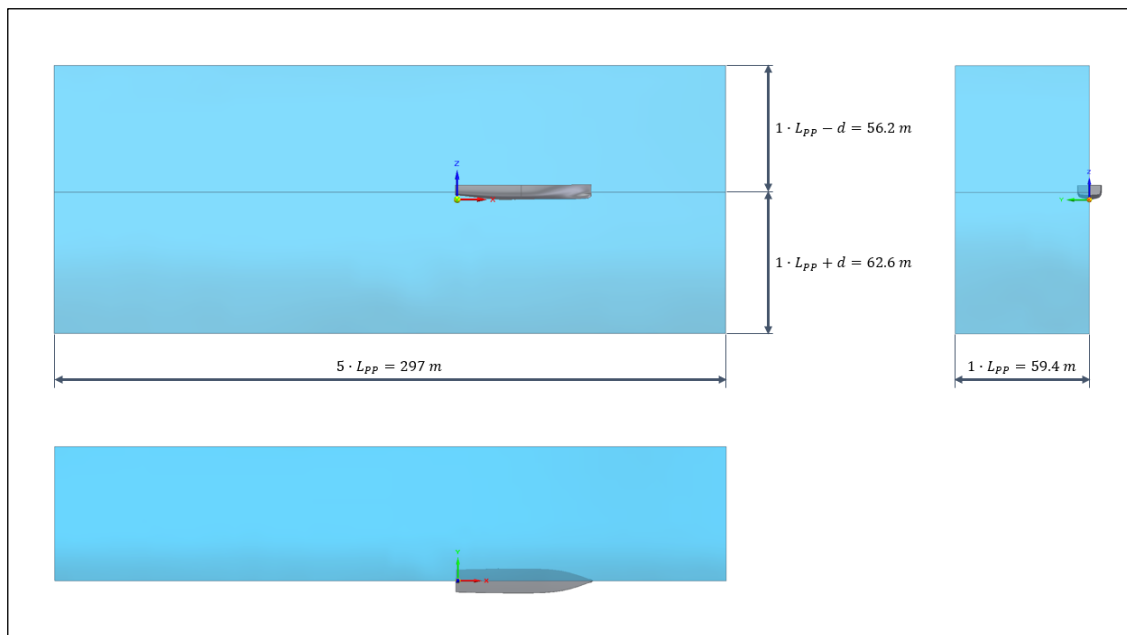 1 · L_PP − d = 56.2 m
Z
X
1 · L_PP + d = 62.6 m
Z
Y
5 · L_PP = 297 m
1 · L_PP = 59.4 m
Y
X